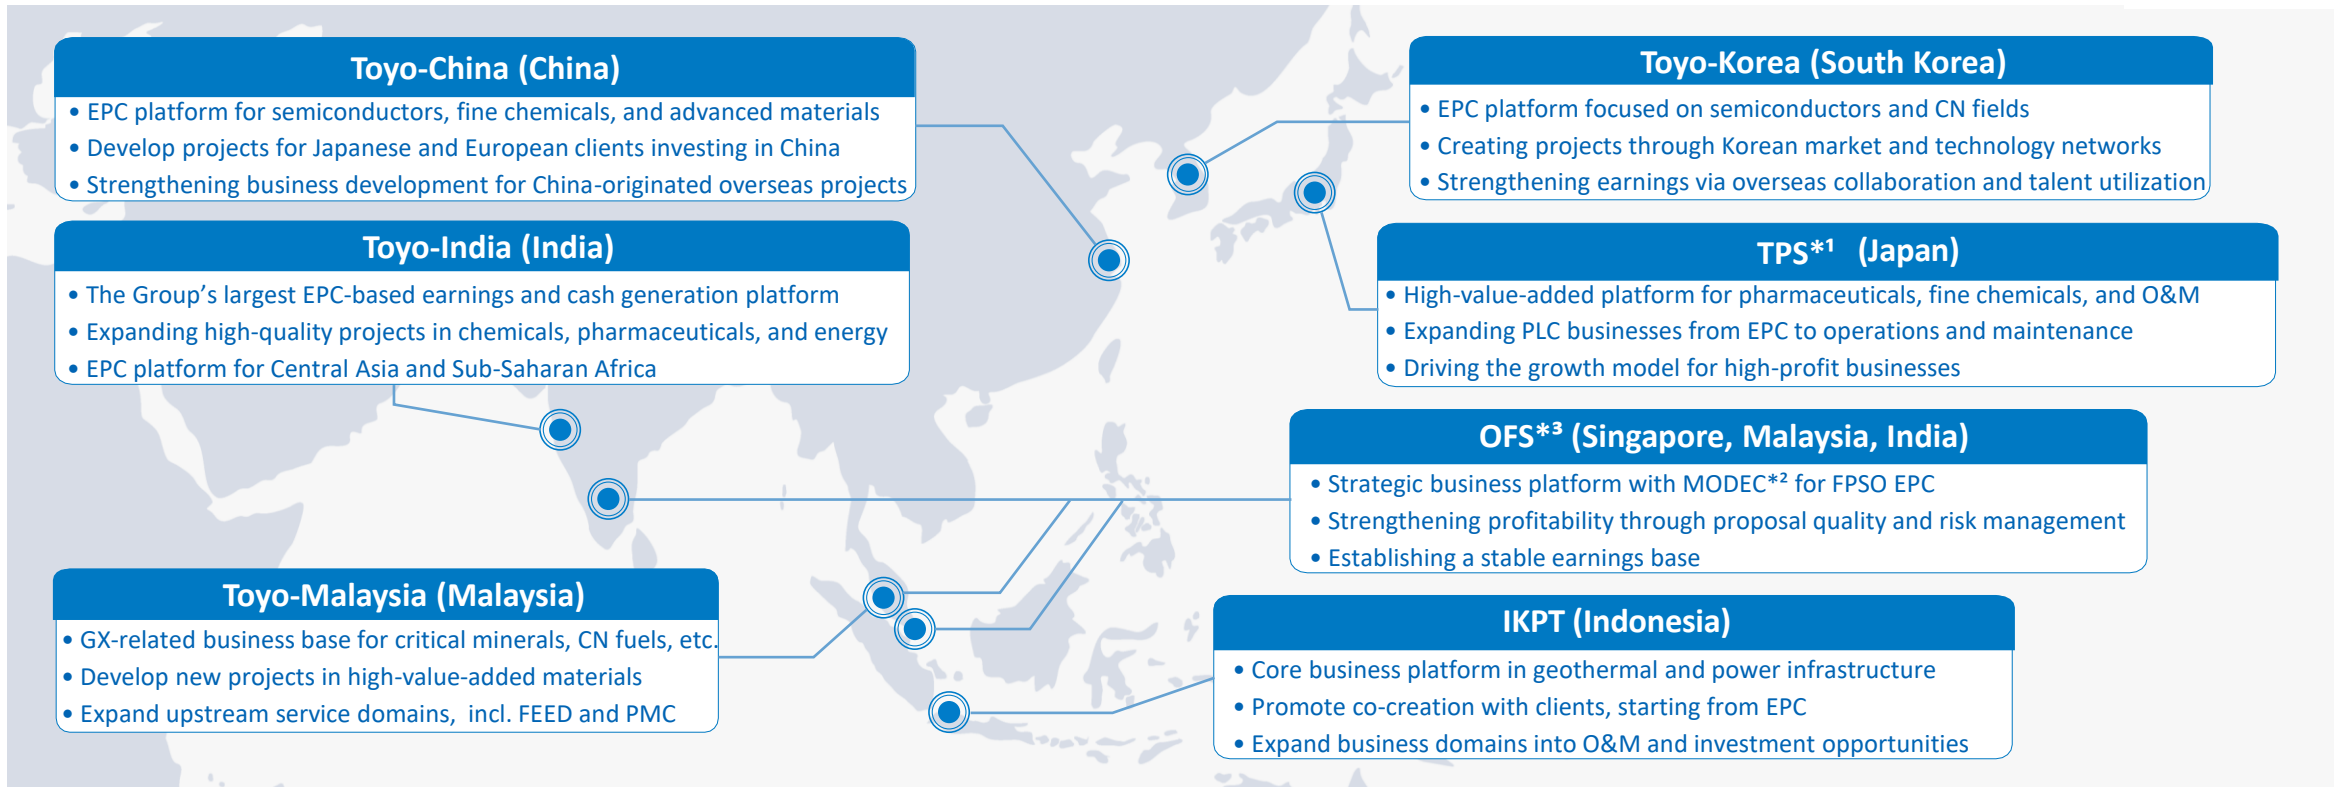 Toyo-China (China)
• EPC platform for semiconductors, fine chemicals, and advanced materials
• Develop projects for Japanese and European clients investing in China
• Strengthening business development for China-originated overseas projects
Toyo-India (India)
• The Group’s largest EPC-based earnings and cash generation platform
• Expanding high-quality projects in chemicals, pharmaceuticals, and energy
• EPC platform for Central Asia and Sub-Saharan Africa
Toyo-Malaysia (Malaysia)
• GX-related business base for critical minerals, CN fuels, etc.
• Develop new projects in high-value-added materials
• Expand upstream service domains, incl. FEED and PMC
Toyo-Korea (South Korea)
• EPC platform focused on semiconductors and CN fields
• Creating projects through Korean market and technology networks
• Strengthening earnings via overseas collaboration and talent utilization
TPS*¹ (Japan)
• High-value-added platform for pharmaceuticals, fine chemicals, and O&M
• Expanding PLC businesses from EPC to operations and maintenance
• Driving the growth model for high-profit businesses
OFS*³ (Singapore, Malaysia, India)
• Strategic business platform with MODEC*² for FPSO EPC
• Strengthening profitability through proposal quality and risk management
• Establishing a stable earnings base
IKPT (Indonesia)
• Core business platform in geothermal and power infrastructure
• Promote co-creation with clients, starting from EPC
• Expand business domains into O&M and investment opportunities